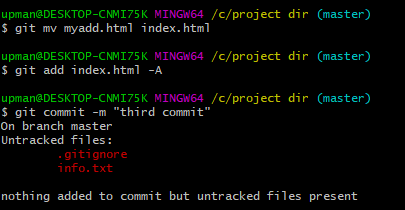 upman@DESKTOP-CNMI75K MINGW64 /c/project dir (master)
$ git mv myadd.html index.html
upman@DESKTOP-CNMI75K MINGW64 /c/project dir (master)
$ git add index.html -A
upman@DESKTOP-CNMI75K MINGW64 /c/project dir (master)
$ git commit -m "third commit"
On branch master
Untracked files:
.gitignore
info.txt
nothing added to commit but untracked files present